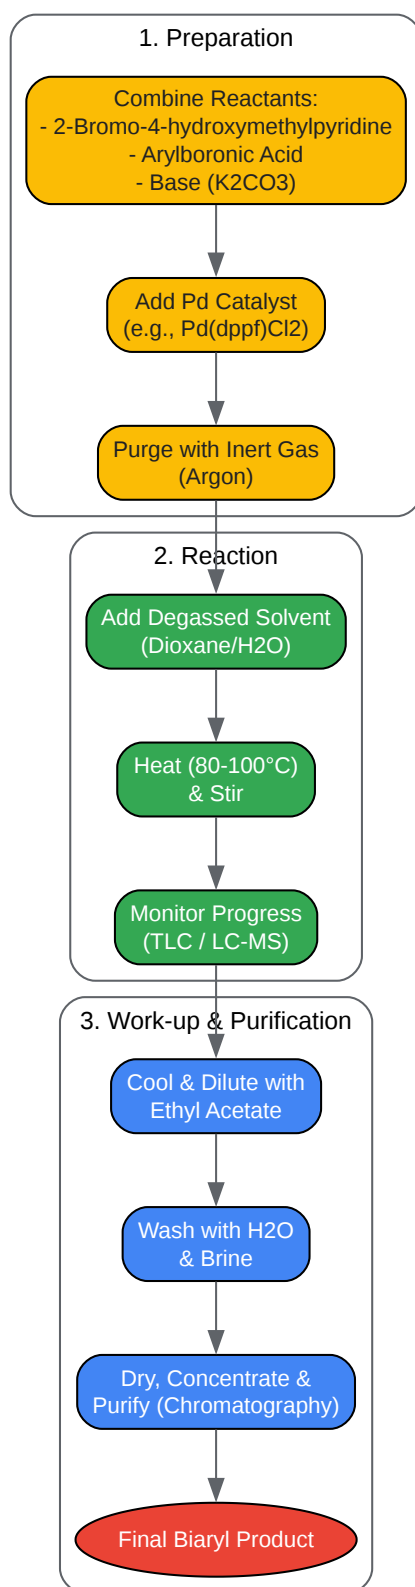 1. Preparation
Combine Reactants:
- 2-Bromo-4-hydroxymethylpyridine
- Arylboronic Acid
- Base (K2CO3)
Add Pd Catalyst
(e.g., Pd(dppf)Cl2)
Purge with Inert Gas
(Argon)
2. Reaction
Add Degassed Solvent
(Dioxane/H2O)
Heat (80-100°C)
& Stir
Monitor Progress
(TLC / LC-MS)
3. Work-up & Purification
Cool & Dilute with
Ethyl Acetate
Wash with H2O
& Brine
Dry, Concentrate &
Purify (Chromatography)
Final Biaryl Product